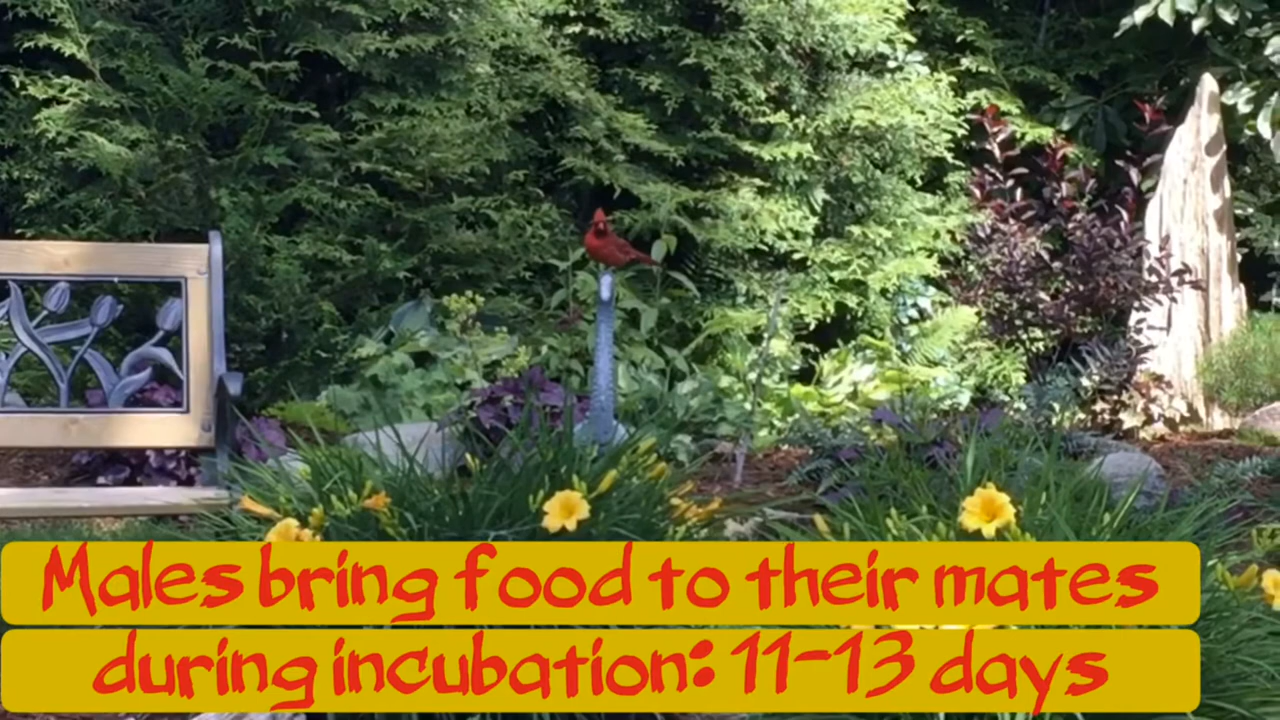 Males bring food to their mates
during incubation: 11-13 days